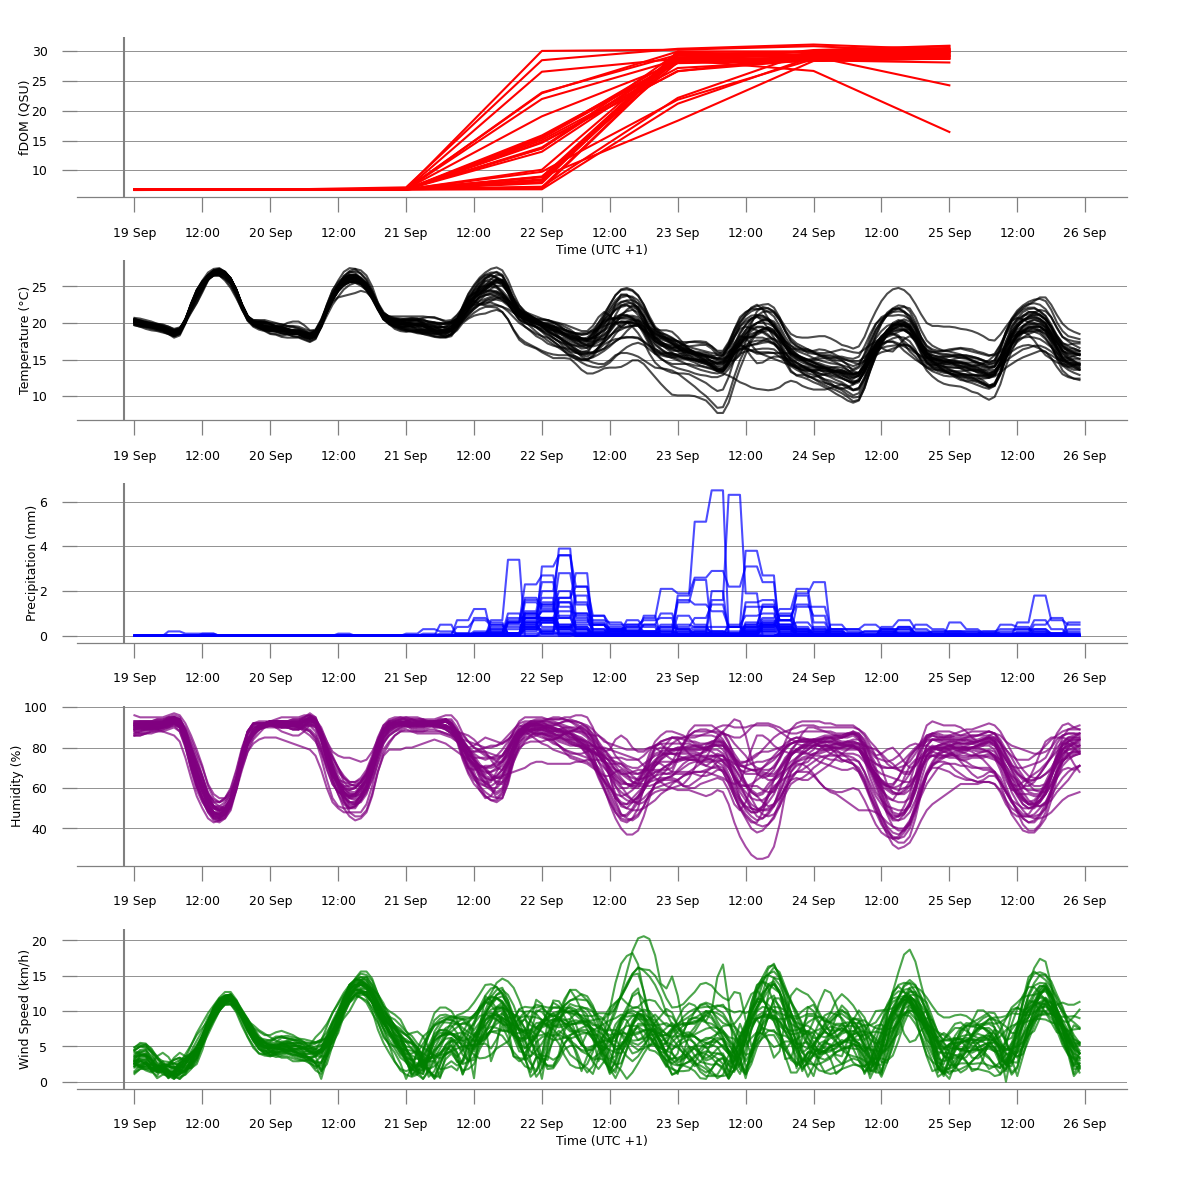 30
25
20
15
10
fDOM (QSU)
19 Sep 12:00 20 Sep 12:00 21 Sep 12:00 22 Sep 12:00 23 Sep 12:00 24 Sep 12:00 25 Sep 12:00 26 Sep
Time (UTC +1)
25
20
15
10
Temperature (°C)
19 Sep 12:00 20 Sep 12:00 21 Sep 12:00 22 Sep 12:00 23 Sep 12:00 24 Sep 12:00 25 Sep 12:00 26 Sep
6
4
2
0
Precipitation (mm)
19 Sep 12:00 20 Sep 12:00 21 Sep 12:00 22 Sep 12:00 23 Sep 12:00 24 Sep 12:00 25 Sep 12:00 26 Sep
100
80
60
40
Humidity (%)
19 Sep 12:00 20 Sep 12:00 21 Sep 12:00 22 Sep 12:00 23 Sep 12:00 24 Sep 12:00 25 Sep 12:00 26 Sep
20
15
10
5
0
Wind Speed (km/h)
19 Sep 12:00 20 Sep 12:00 21 Sep 12:00 22 Sep 12:00 23 Sep 12:00 24 Sep 12:00 25 Sep 12:00 26 Sep
Time (UTC +1)